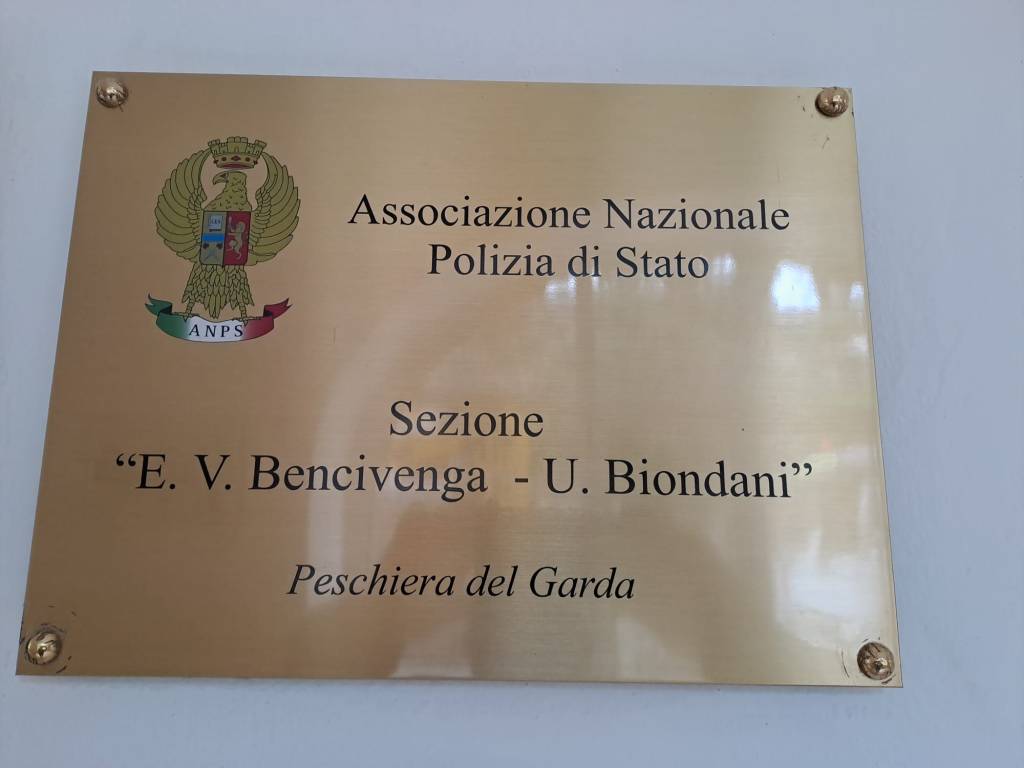 Associazione Nazionale
Polizia di Stato
ANPS
Sezione
“E. V. Bencivenga - U. Biondani”
Peschiera del Garda